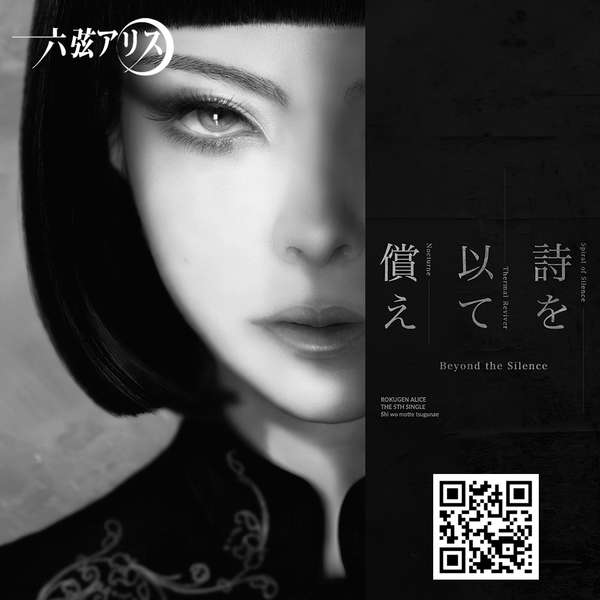 六弦アリス
詩を
以て
償え
Spiral of Silence
Thermal Reviver
Nocturne
Beyond the Silence
ROKUGEN ALICE
THE 5TH SINGLE
Shi wo motte tsugunae